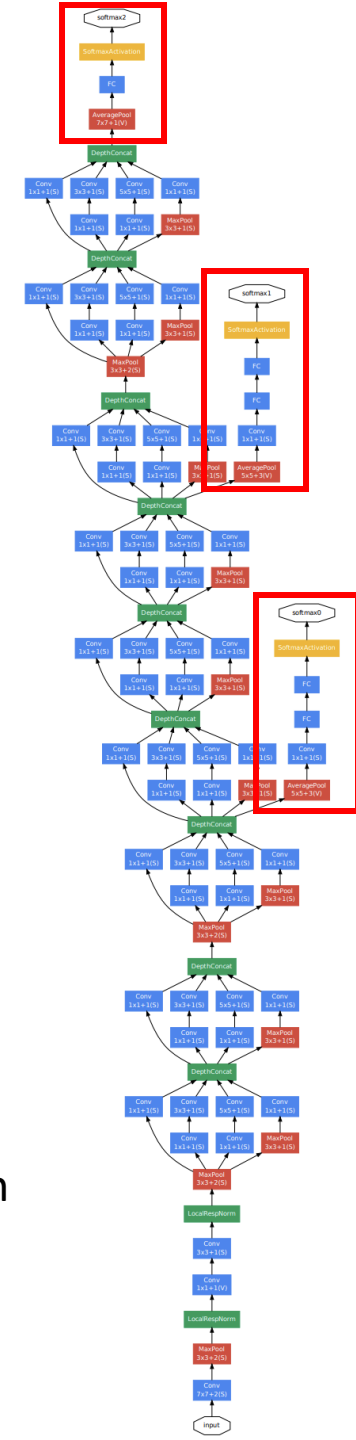 softmax2
SoftmaxActivation
FC
AveragePool
7x7+1(V)
DepthConcat
Conv Conv Conv Conv
1x1+1(S) 3x3+1(S) 5x5+1(S) 1x1+1(S)
Conv Conv MaxPool
1x1+1(S) 1x1+1(S) 3x3+1(S)
DepthConcat
Conv Conv Conv Conv
1x1+1(S) 3x3+1(S) 5x5+1(S) 1x1+1(S)
softmax1
Conv Conv MaxPool
1x1+1(S) 1x1+1(S) 3x3+1(S)
SoftmaxActivation
MaxPool
3x3+2(S)
FC
DepthConcat
FC
Conv Conv Conv Conv Conv
1x1+1(S) 3x3+1(S) 5x5+1(S) 1x1+1(S) 1x1+1(S)
Conv Conv MaxPool AveragePool
1x1+1(S) 1x1+1(S) 3x3+1(S) 5x5+3(V)
DepthConcat
Conv Conv Conv Conv
1x1+1(S) 3x3+1(S) 5x5+1(S) 1x1+1(S)
Conv Conv MaxPool
1x1+1(S) 1x1+1(S) 3x3+1(S)
DepthConcat
softmax0
Conv Conv Conv Conv
1x1+1(S) 3x3+1(S) 5x5+1(S) 1x1+1(S)
SoftmaxActivation
Conv Conv MaxPool
1x1+1(S) 1x1+1(S) 3x3+1(S)
FC
DepthConcat
FC
Conv Conv Conv Conv Conv
1x1+1(S) 3x3+1(S) 5x5+1(S) 1x1+1(S) 1x1+1(S)
Conv Conv MaxPool AveragePool
1x1+1(S) 1x1+1(S) 3x3+1(S) 5x5+3(V)
DepthConcat
Conv Conv Conv Conv
1x1+1(S) 3x3+1(S) 5x5+1(S) 1x1+1(S)
Conv Conv MaxPool
1x1+1(S) 1x1+1(S) 3x3+1(S)
MaxPool
3x3+2(S)
DepthConcat
Conv Conv Conv Conv
1x1+1(S) 3x3+1(S) 5x5+1(S) 1x1+1(S)
Conv Conv MaxPool
1x1+1(S) 1x1+1(S) 3x3+1(S)
DepthConcat
Conv Conv Conv Conv
1x1+1(S) 3x3+1(S) 5x5+1(S) 1x1+1(S)
Conv Conv MaxPool
1x1+1(S) 1x1+1(S) 3x3+1(S)
MaxPool
3x3+2(S)
LocalRespNorm
Conv
3x3+1(S)
Conv
1x1+1(V)
LocalRespNorm
MaxPool
3x3+2(S)
Conv
7x7+2(S)
input